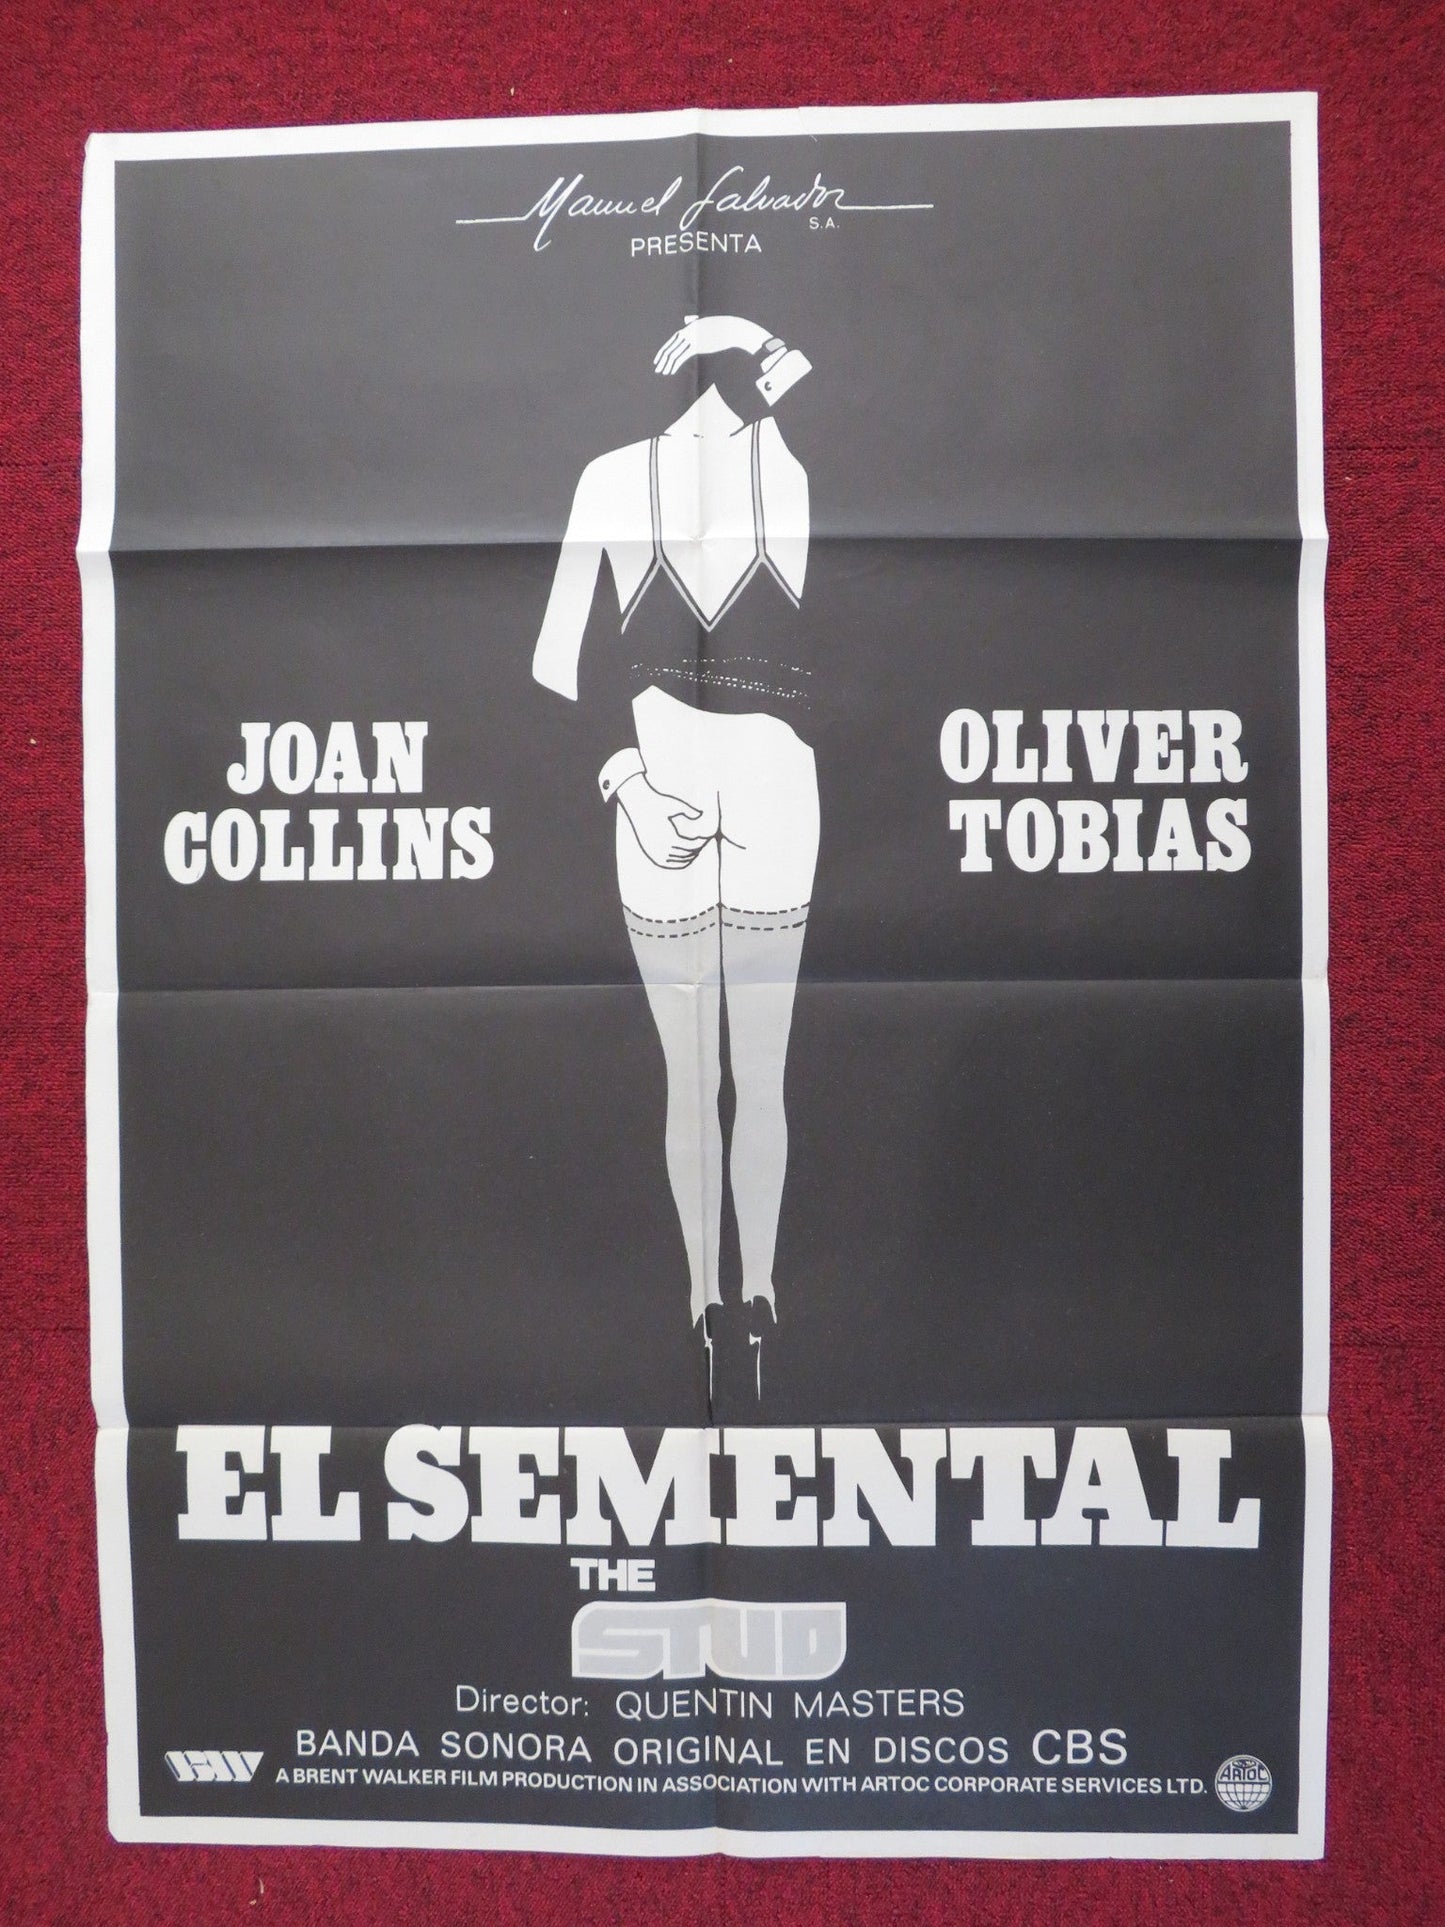 Manuel Salvador
S.A.
PRESENTA
JOAN
COLLINS
OLIVER
TOBIAS
EL SEMENTAL
THE
STUD
Director: QUENTIN MASTERS
BANDA SONORA ORIGINAL EN DISCOS CBS
BW
A BRENT WALKER FILM PRODUCTION IN ASSOCIATION WITH ARTOC CORPORATE SERVICES LTD.
ARTOC